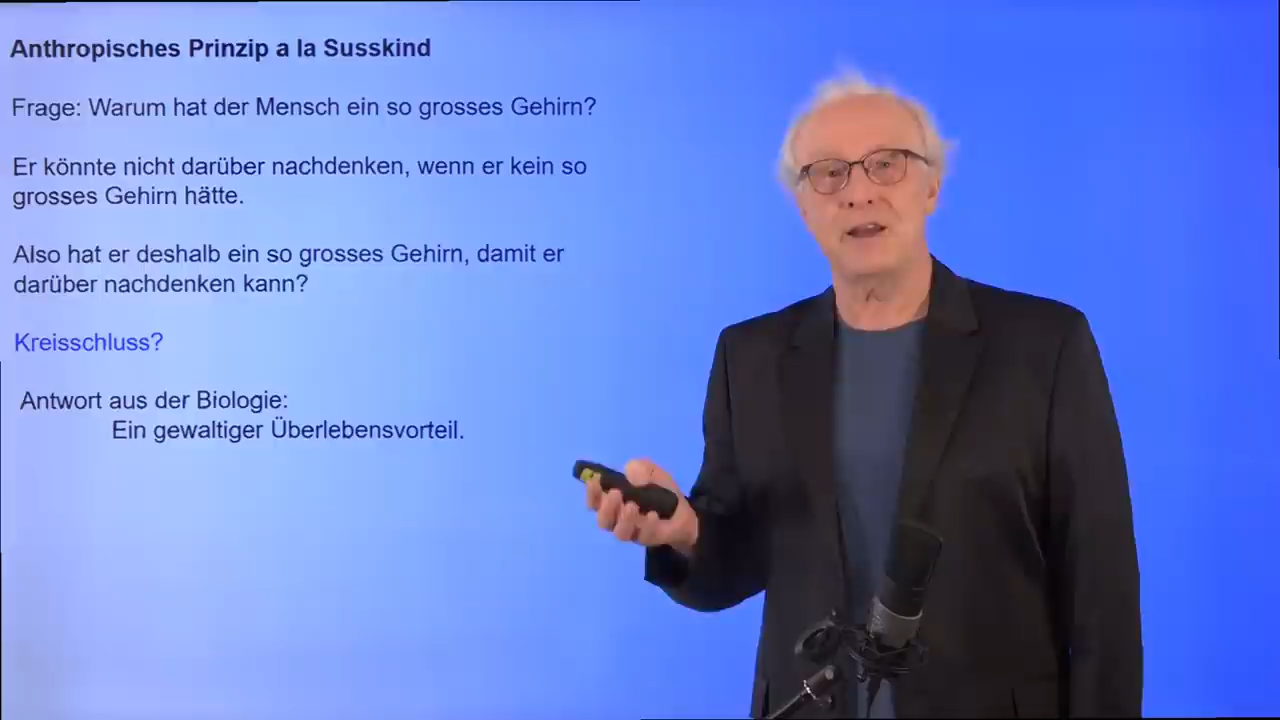 Anthropisches Prinzip a la Susskind
Frage: Warum hat der Mensch ein so grosses Gehirn?
Er könnte nicht darüber nachdenken, wenn er kein so
grosses Gehirn hätte.
Also hat er deshalb ein so grosses Gehirn, damit er
darüber nachdenken kann?
Kreisschluss?
Antwort aus der Biologie:
Ein gewaltiger Überlebensvorteil.